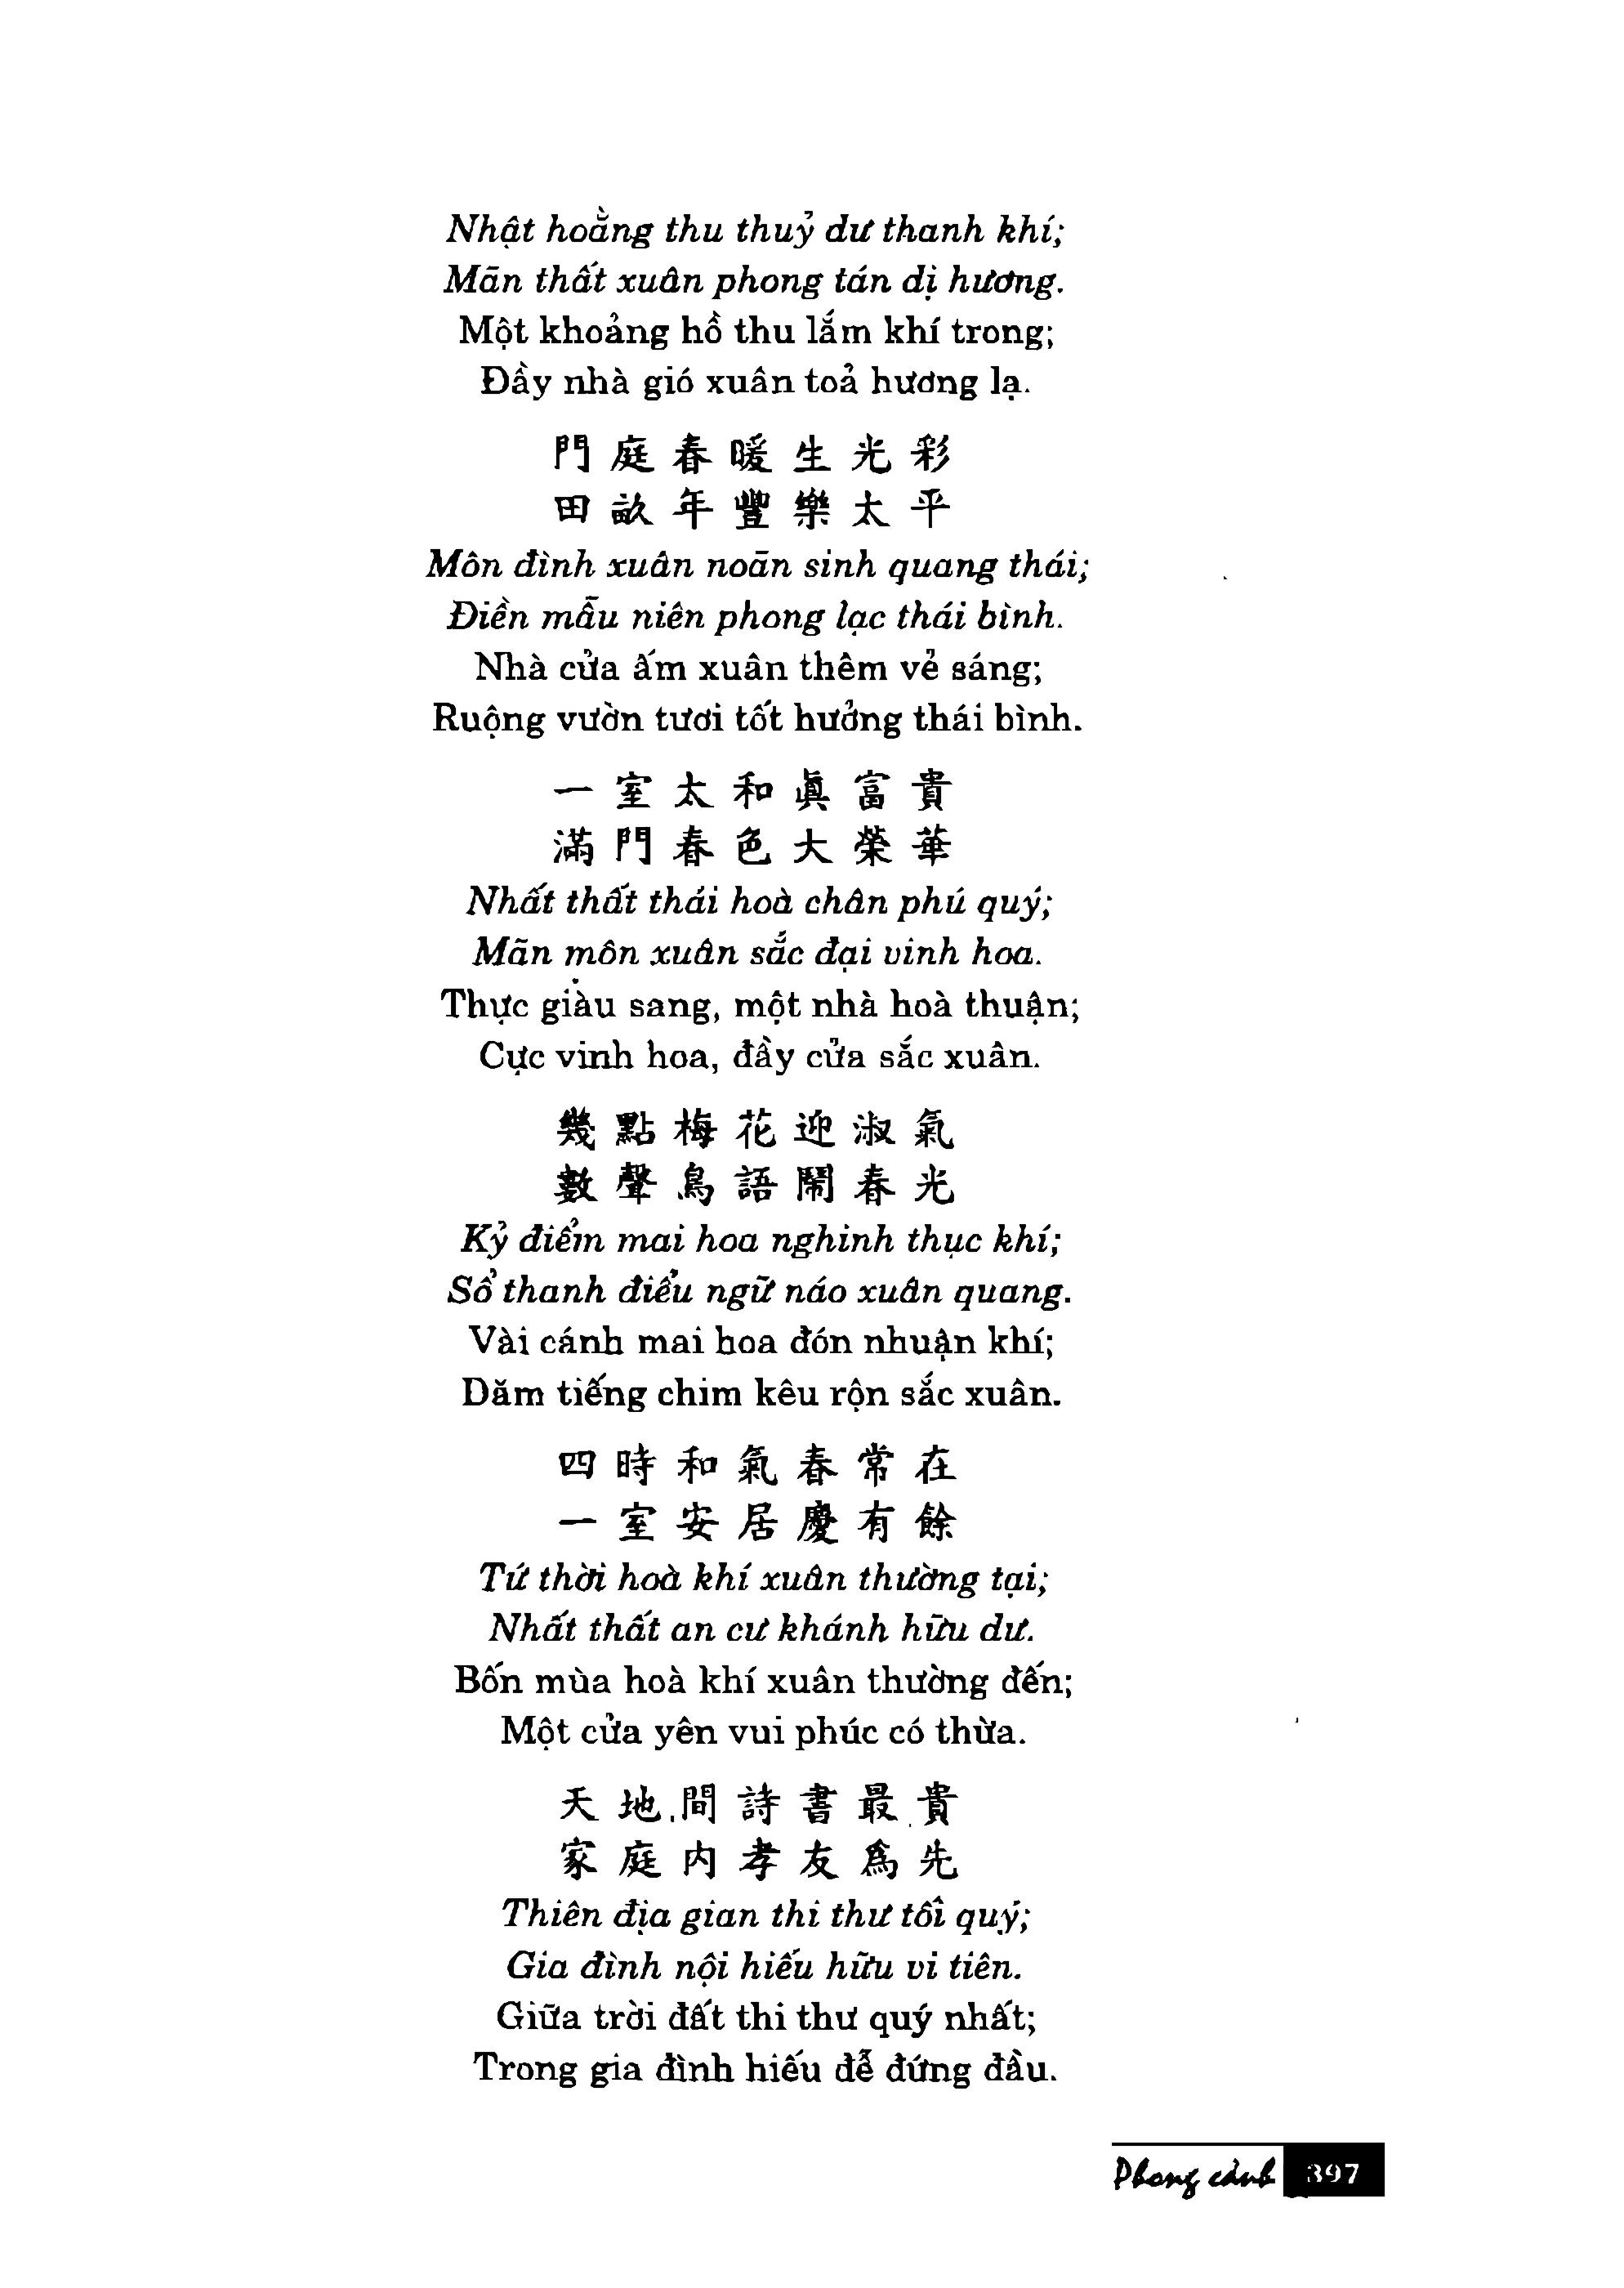 Nhật hoằng thu thuỷ dư thanh khí;
Mãn thất xuân phong tán dị hương.
Một khoảng hồ thu lắm khí trong;
Đầy nhà gió xuân toả hương lạ.
門庭春暖生光彩
田畝年豐樂太平
Môn đình xuân noãn sinh quang thái;
Điền mẫu niên phong lạc thái bình.
Nhà cửa ấm xuân thêm vẻ sáng;
Ruộng vườn tươi tốt hưởng thái bình.
一室太和眞富貴
滿門春色大榮華
Nhất thất thái hoà chân phú quý;
Mãn môn xuân sắc đại vinh hoa.
Thực giàu sang, một nhà hoà thuận;
Cực vinh hoa, đầy cửa sắc xuân.
幾點梅花迎淑氣
數聲鳥語鬧春光
Kỷ điểm mai hoa nghinh thục khí;
Sổ thanh điểu ngữ náo xuân quang.
Vài cánh mai hoa đón nhuận khí;
Dăm tiếng chim kêu rộn sắc xuân.
四時和氣春常在
一室安居慶有餘
Tứ thời hoà khí xuân thường tại;
Nhất thất an cư khánh hữu dư.
Bốn mùa hoà khí xuân thường đến;
Một cửa yên vui phúc có thừa.
天地間詩書最貴
家庭内孝友爲先
Thiên địa gian thi thư tối quý;
Gia đình nội hiếu hữu vi tiên.
Giữa trời đất thi thư quý nhất;
Trong gia đình hiếu đễ đứng đầu.
Phong cảnh 397